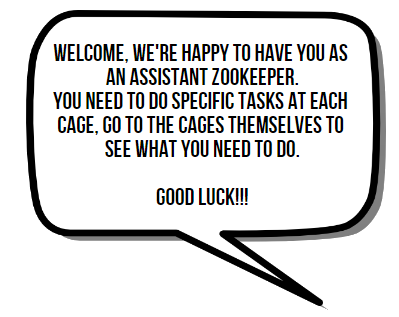 WELCOME, WE'RE HAPPY TO HAVE YOU AS
AN ASSISTANT ZOOKEEPER.
YOU NEED TO DO SPECIFIC TASKS AT EACH
CAGE, GO TO THE CAGES THEMSELVES TO
SEE WHAT YOU NEED TO DO.
GOOD LUCK!!!